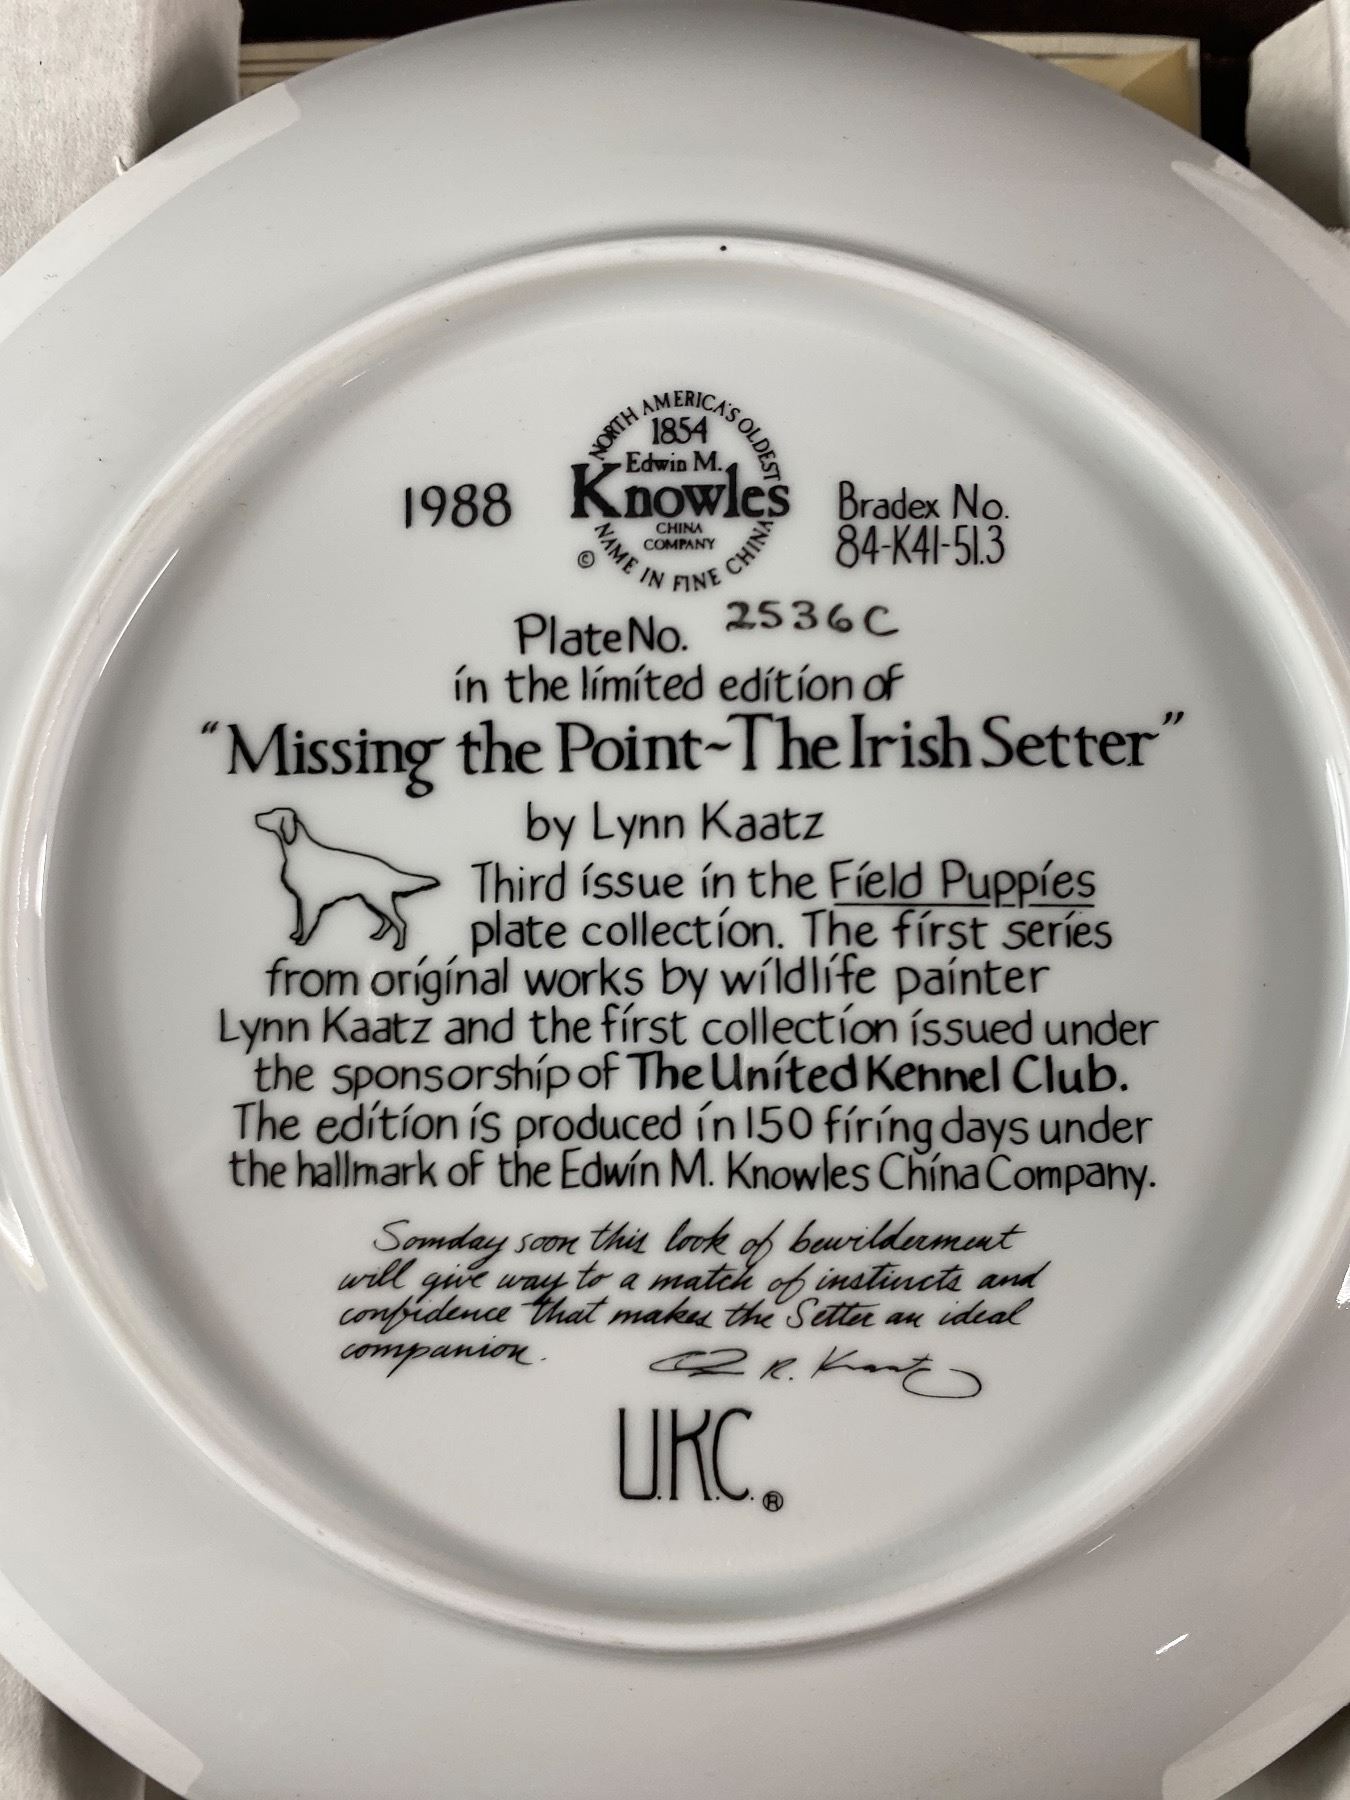 NORTH AMERICA'S OLDEST
1854
Edwin M.
Knowles
CHINA
COMPANY
©
NAME IN FINE CHINA
1988
Bradex No.
84-K41-51.3
Plate No. 2536C
in the limited edition of
"Missing the Point~The Irish Setter"
by Lynn Kaatz
Third issue in the Field Puppies
plate collection. The first series
from original works by wildlife painter
Lynn Kaatz and the first collection issued under
the sponsorship of The United Kennel Club.
The edition is produced in 150 firing days under
the hallmark of the Edwin M. Knowles China Company.
Somday soon this look of bewilderment
will give way to a match of instincts and
confidence that makes the Setter an ideal
companion.
R. Kaatz
U.K.C.®